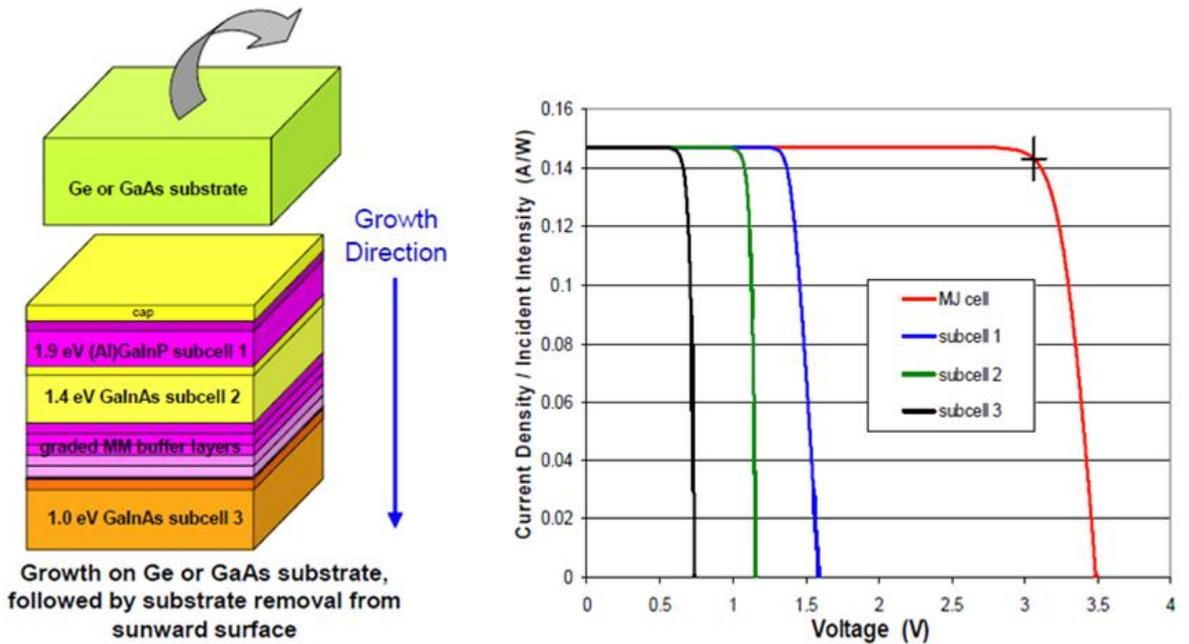 Ge or GaAs substrate
Growth
Direction
cap
1.9 eV (Al)GaInP subcell 1
1.4 eV GaInAs subcell 2
graded MM buffer layers
1.0 eV GaInAs subcell 3
Growth on Ge or GaAs substrate,
followed by substrate removal from
sunward surface
Current Density / Incident Intensity (A/W)
0.16
0.14
0.12
0.1
0.08
0.06
0.04
0.02
0
MJ cell
subcell 1
subcell 2
subcell 3
0 0.5 1 1.5 2 2.5 3 3.5 4
Voltage (V)